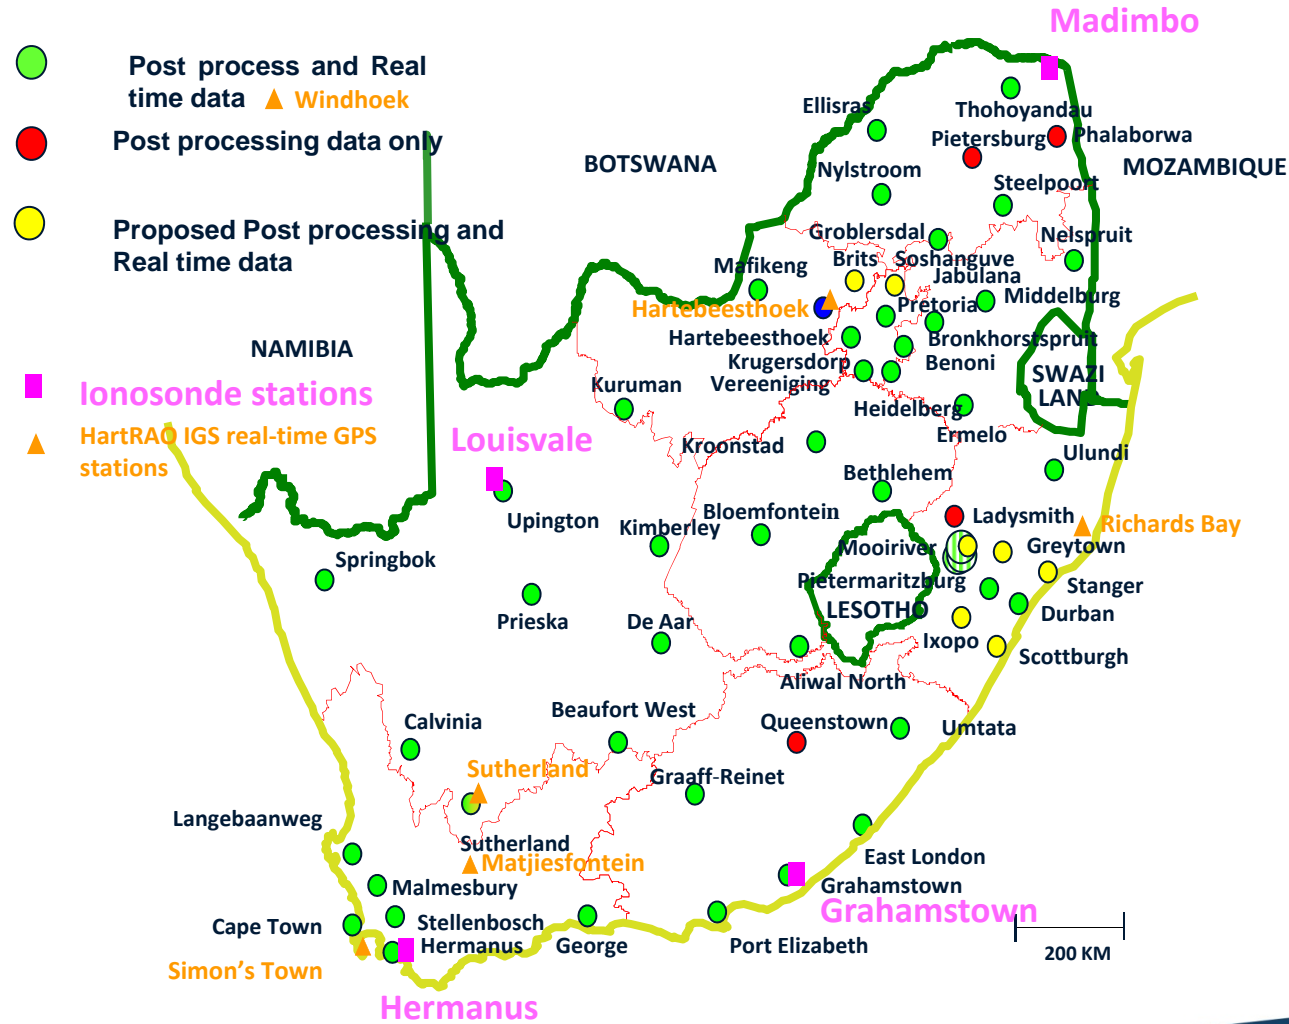 Madimbo
Post process and Real
time data
Windhoek
Post processing data only
Proposed Post processing and
Real time data
Ionosonde stations
HartRAO IGS real-time GPS
stations
BOTSWANA
NAMIBIA
MOZAMBIQUE
Ellisras
Thohoyandau
Pietersburg
Phalaborwa
Nylstroom
Steelpoort
Groblersdal
Nelspruit
Brits
Soshanguve
Mafikeng
Jabulana
Hartebeesthoek
Pretoria
Middelburg
Hartebeesthoek
Bronkhorstspruit
Krugersdorp
Benoni
Vereeniging
SWAZI
LAND
Kuruman
Heidelberg
Louisvale
Kroonstad
Ermelo
Ulundi
Bethlehem
Upington
Kimberley
Bloemfontein
Ladysmith
Richards Bay
Mooiriver
Greytown
Springbok
Pietermaritzburg
Stanger
LESOTHO
Durban
Prieska
De Aar
Ixopo
Scottburgh
Aliwal North
Calvinia
Beaufort West
Queenstown
Umtata
Sutherland
Graaff-Reinet
Langebaanweg
Sutherland
Matjiesfontein
East London
Malmesbury
Grahamstown
Grahamstown
Cape Town
Stellenbosch
Hermanus
George
Port Elizabeth
200 KM
Simon's Town
Hermanus